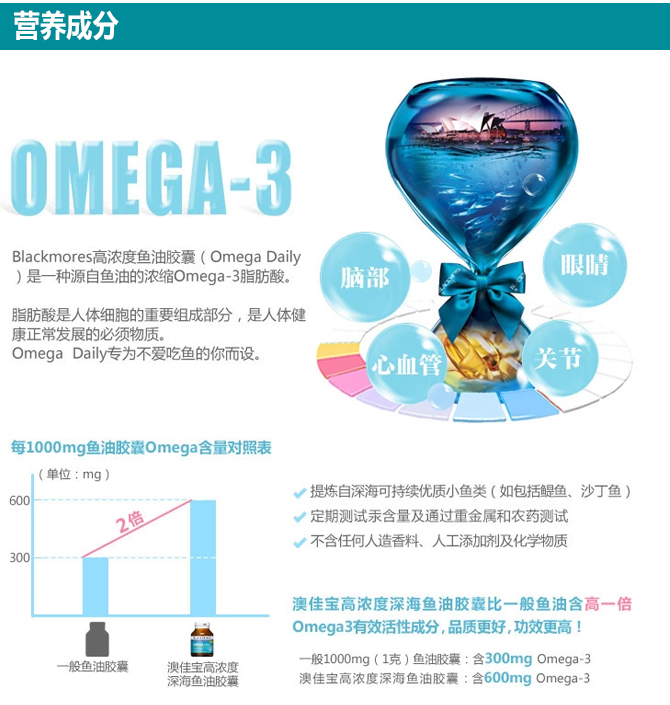 营养成分
OMEGA-3
Blackmores高浓度鱼油胶囊（Omega Daily
）是一种源自鱼油的浓缩Omega-3脂肪酸。
脂肪酸是人体细胞的重要组成部分，是人体健
康正常发展的必须物质。
Omega Daily专为不爱吃鱼的你而设。
脑部
眼睛
心血管
关节
每1000mg鱼油胶囊Omega含量对照表
（单位：mg）
600
300
2倍
一般鱼油胶囊
澳佳宝高浓度
深海鱼油胶囊
提炼自深海可持续优质小鱼类（如包括鳀鱼、沙丁鱼）
定期测试汞含量及通过重金属和农药测试
不含任何人造香料、人工添加剂及化学物质
澳佳宝高浓度深海鱼油胶囊比一般鱼油含高一倍
Omega3有效活性成分，品质更好，功效更高！
一般1000mg（1克）鱼油胶囊：含300mg Omega-3
澳佳宝高浓度深海鱼油胶囊：含600mg Omega-3